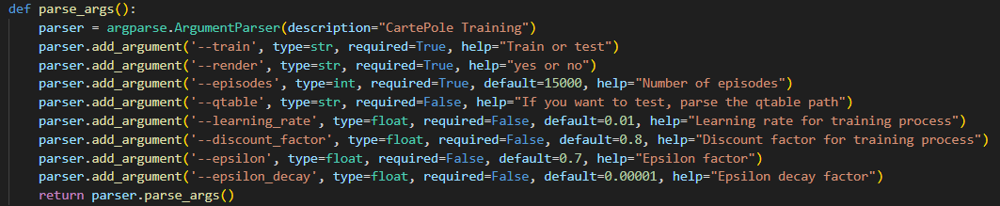 def parse_args():
    parser = argparse.ArgumentParser(description="CartePole Training")
    parser.add_argument('--train', type=str, required=True, help="Train or test")
    parser.add_argument('--render', type=str, required=True, help="yes or no")
    parser.add_argument('--episodes', type=int, required=True, default=15000, help="Number of episodes")
    parser.add_argument('--qtable', type=str, required=False, help="If you want to test, parse the qtable path")
    parser.add_argument('--learning_rate', type=float, required=False, default=0.01, help="Learning rate for training process")
    parser.add_argument('--discount_factor', type=float, required=False, default=0.8, help="Discount factor for training process")
    parser.add_argument('--epsilon', type=float, required=False, default=0.7, help="Epsilon factor")
    parser.add_argument('--epsilon_decay', type=float, required=False, default=0.00001, help="Epsilon decay factor")
    return parser.parse_args()